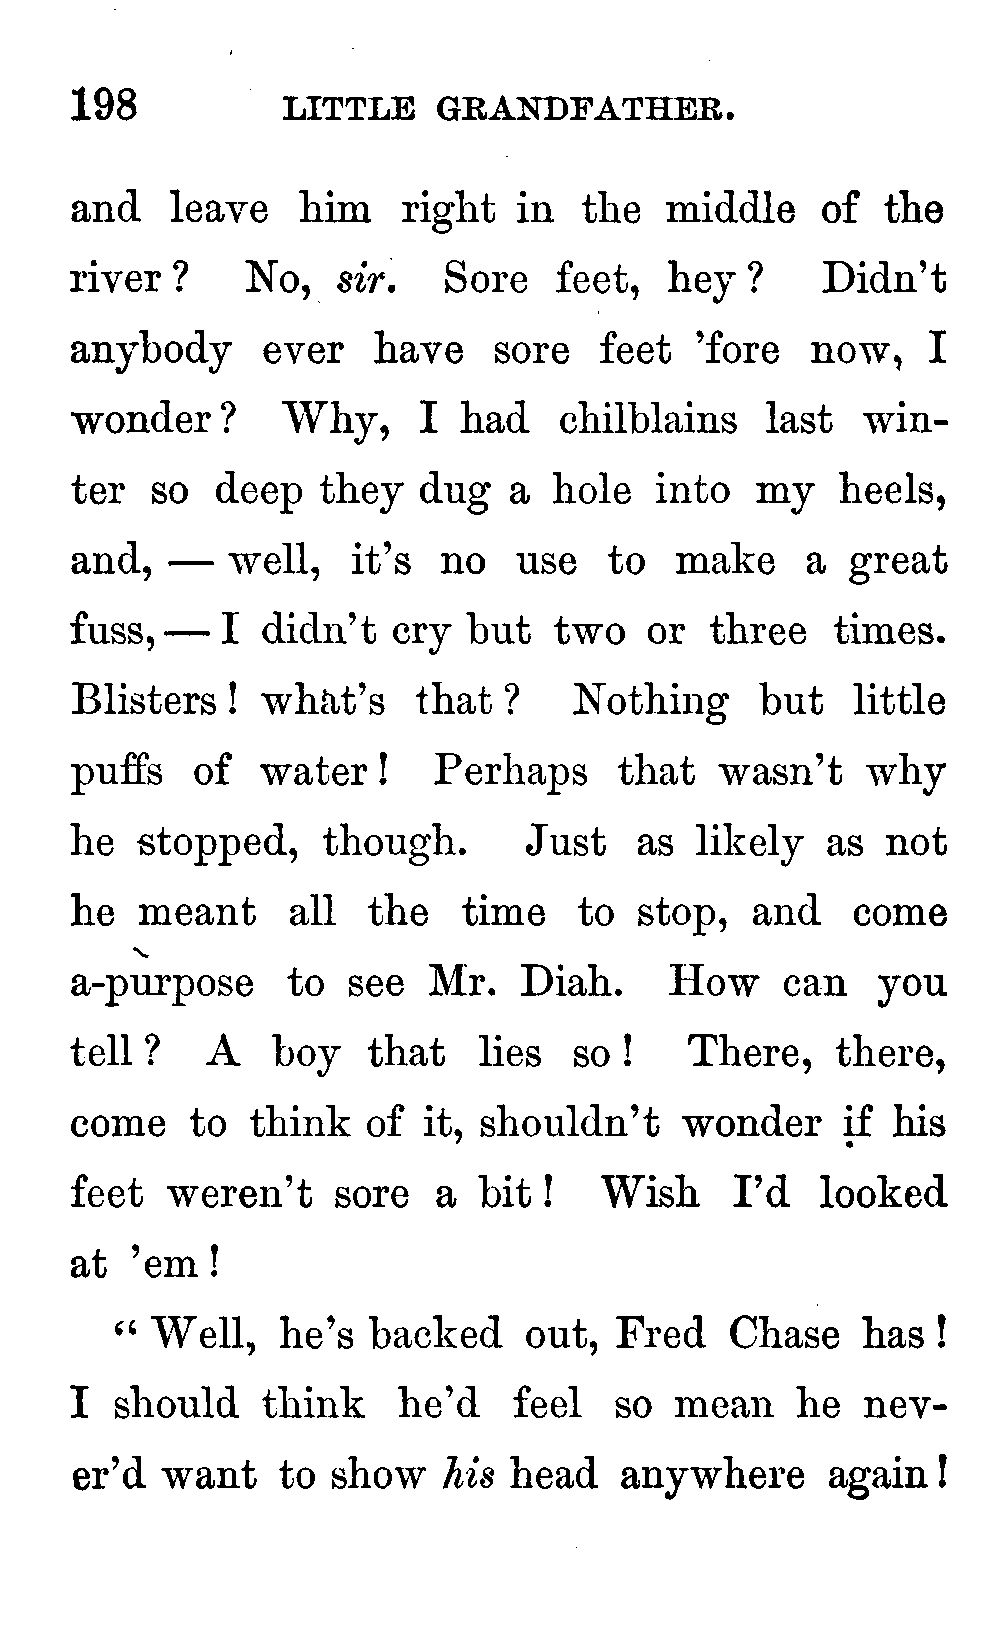 198 LITTLE GRANDFATHER.
and leave him right in the middle of the
river? No, sir. Sore feet, hey? Didn't
anybody ever have sore feet 'fore now, I
wonder? Why, I had chilblains last win-
ter so deep they dug a hole into my heels,
and, — well, it's no use to make a great
fuss, — I didn't cry but two or three times.
Blisters! what's that? Nothing but little
puffs of water! Perhaps that wasn't why
he stopped, though. Just as likely as not
he meant all the time to stop, and come
a-purpose to see Mr. Diah. How can you
tell? A boy that lies so! There, there,
come to think of it, shouldn't wonder if his
feet weren't sore a bit! Wish I'd looked
at 'em!
"Well, he's backed out, Fred Chase has!
I should think he'd feel so mean he nev-
er'd want to show his head anywhere again!